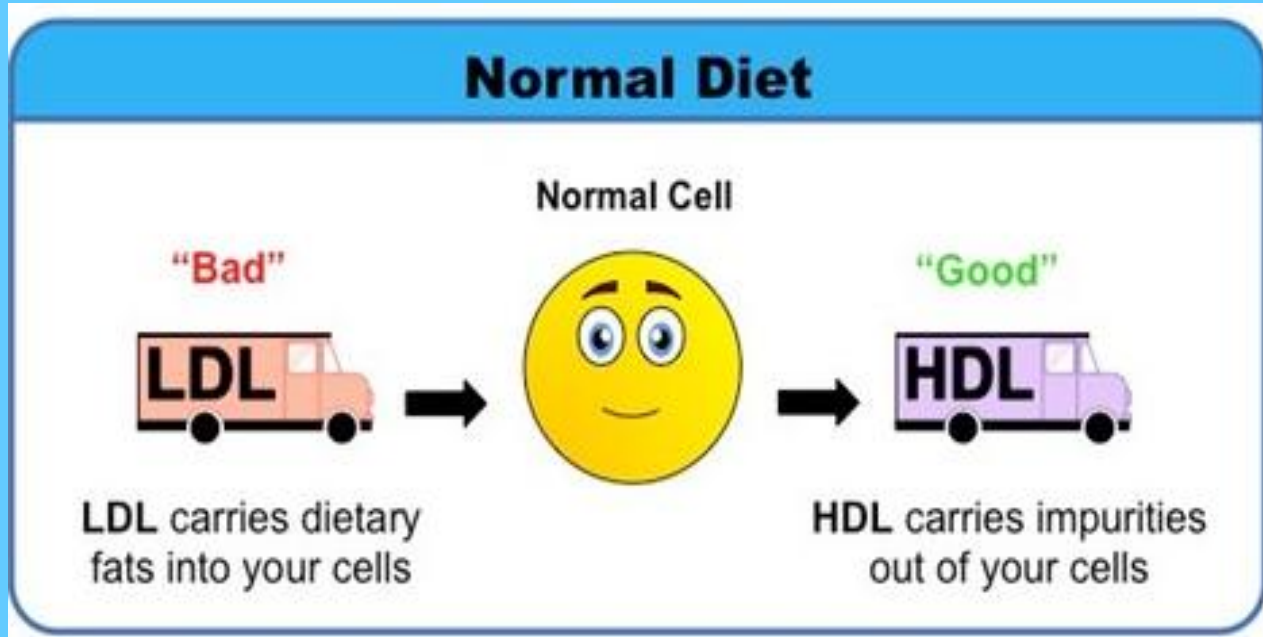 Normal Diet
Normal Cell
“Bad”
“Good”
LDL
HDL
LDL carries dietary
fats into your cells
HDL carries impurities
out of your cells